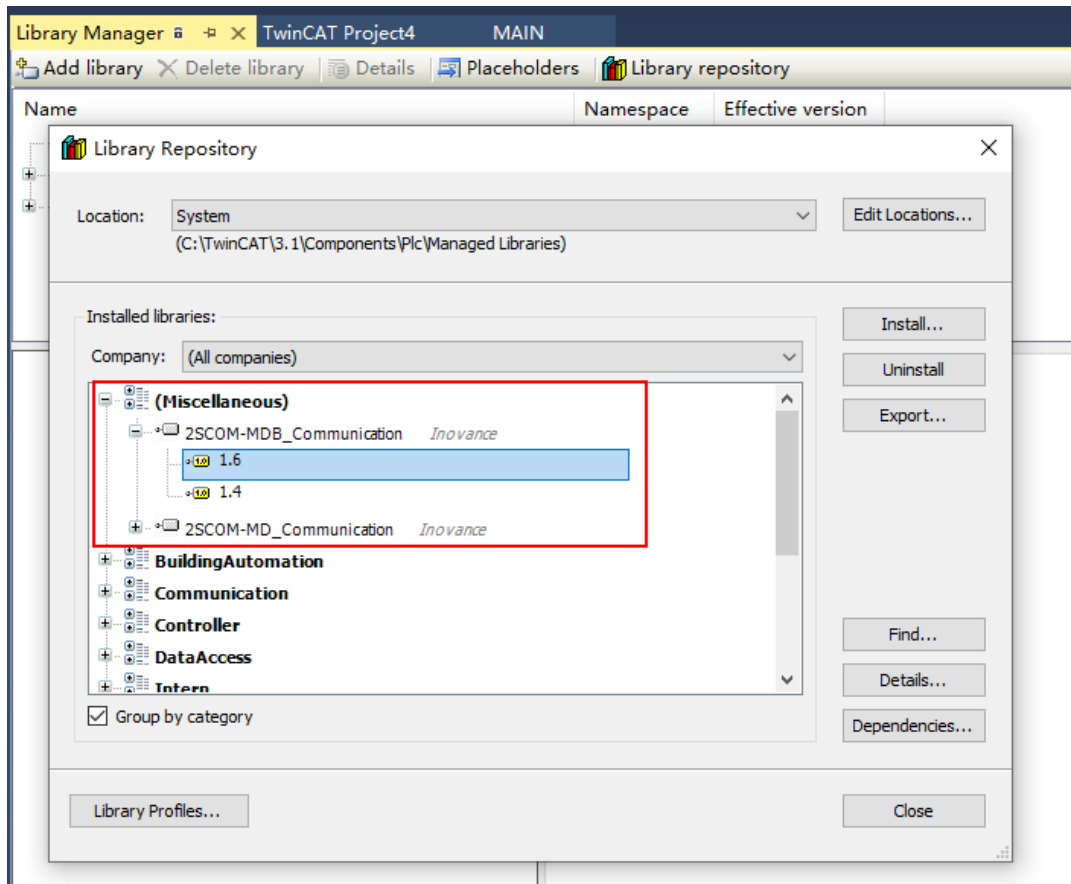 Library Manager TwinCAT Project4 MAIN
Add library Delete library Details Placeholders Library repository
Name Namespace Effective version
Library Repository
Location: System Edit Locations...
(C:\TwinCAT\3.1\Components\Plc\Managed Libraries)
Installed libraries:
Install...
Company: (All companies)
Uninstall
(Miscellaneous)
Export...
2SCOM-MDB_Communication Inovance
1.6
1.4
2SCOM-MD_Communication Inovance
BuildingAutomation
Communication
Controller
Find...
DataAccess
Details...
Intern
Group by category
Dependencies...
Library Profiles... Close